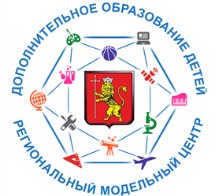 ДОПОЛНИТЕЛЬНОЕ ОБРАЗОВАНИЕ ДЕТЕЙ
РЕГИОНАЛЬНЫЙ МОДЕЛЬНЫЙ ЦЕНТР